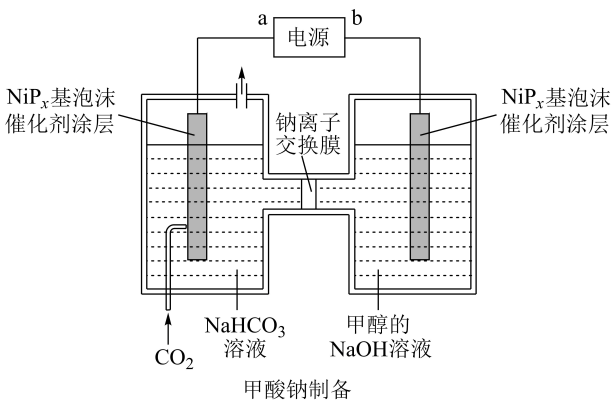 a
b
电源
NiPₓ基泡沫
催化剂涂层
钠离子
交换膜
NiPₓ基泡沫
催化剂涂层
NaHCO₃
溶液
甲醇的
NaOH溶液
CO₂
甲酸钠制备